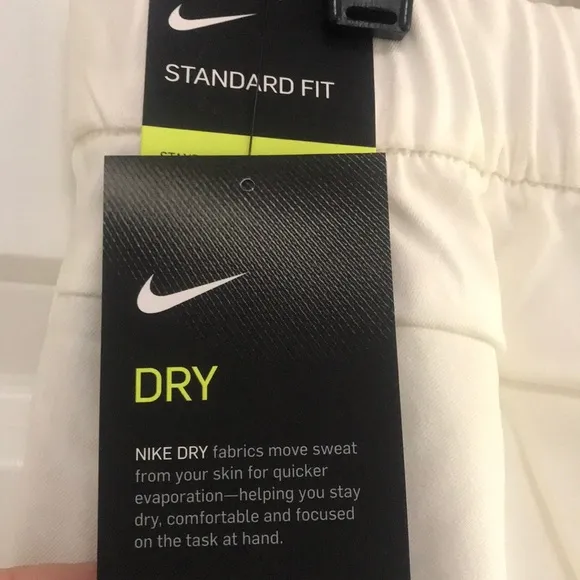 STANDARD FIT
DRY
NIKE DRY fabrics move sweat
from your skin for quicker
evaporation—helping you stay
dry, comfortable and focused
on the task at hand.